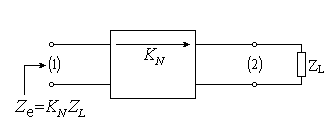 K_N
(1)
(2)
Z_L
Z_e=K_N Z_L